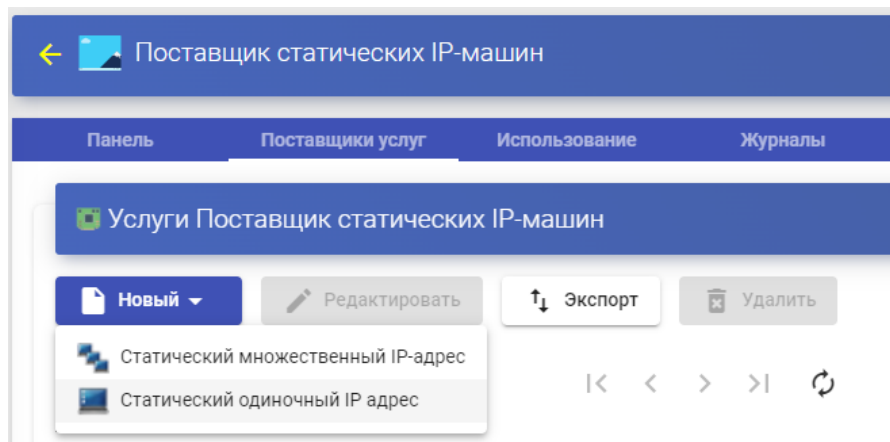 Поставщик статических IP-машин
Панель Поставщики услуг Использование Журналы
Услуги Поставщик статических IP-машин
Новый Редактировать Экспорт Удалить
Статический множественный IP-адрес
Статический одиночный IP адрес